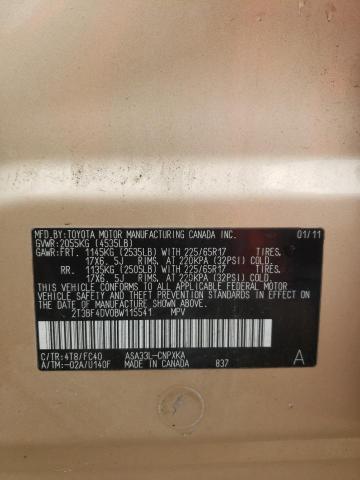 MFD.BY:TOYOTA MOTOR MANUFACTURING CANADA INC. 01/11
GVWR:2055KG (4535LB)
GAWR:FRT. 1145KG (2535LB) WITH 225/65R17 TIRES,
17X6. 5J RIMS, AT 220KPA (32PSI) COLD.
RR. 1135KG (2505LB) WITH 225/65R17 TIRES,
17X6. 5J RIMS, AT 220KPA (32PSI) COLD.
THIS VEHICLE CONFORMS TO ALL APPLICABLE FEDERAL
MOTOR VEHICLE SAFETY AND THEFT PREVENTION
STANDARDS IN EFFECT ON THE DATE OF MANUFACTURE
SHOWN ABOVE.
2T3BF4DV0BW115541 MPV
C/TR:4T8/FC40 ASA33L-CNPXKA A
A/TM:-02A/U140F MADE IN CANADA 837